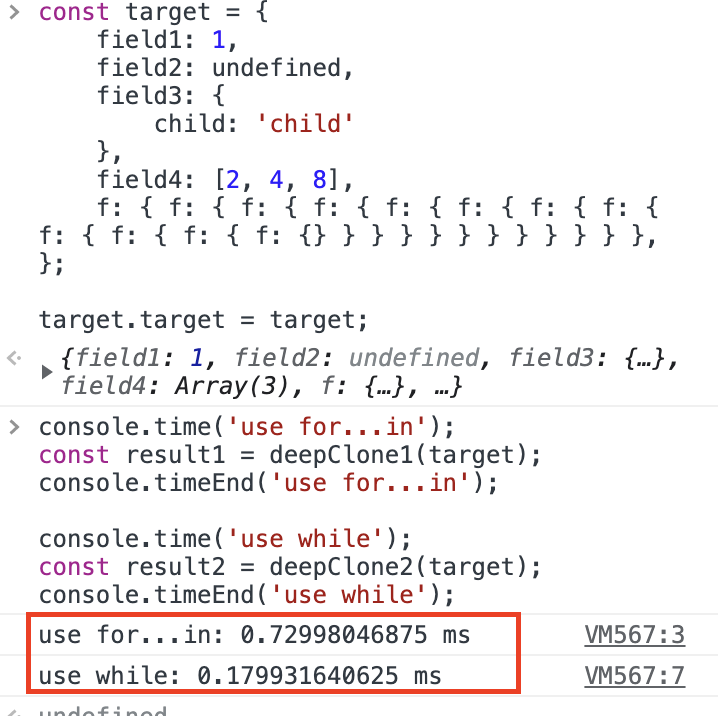 const target = {
    field1: 1,
    field2: undefined,
    field3: {
        child: 'child'
    },
    field4: [2, 4, 8],
    f: { f: { f: { f: { f: { f: { f: { f: {
f: { f: { f: { f: {} } } } } } } } } } } },
};
target.target = target;
{field1: 1, field2: undefined, field3: {…},
field4: Array(3), f: {…}, …}
console.time('use for...in');
const result1 = deepClone1(target);
console.timeEnd('use for...in');
console.time('use while');
const result2 = deepClone2(target);
console.timeEnd('use while');
use for...in: 0.72998046875 ms VM567:3
use while: 0.179931640625 ms VM567:7
undefined